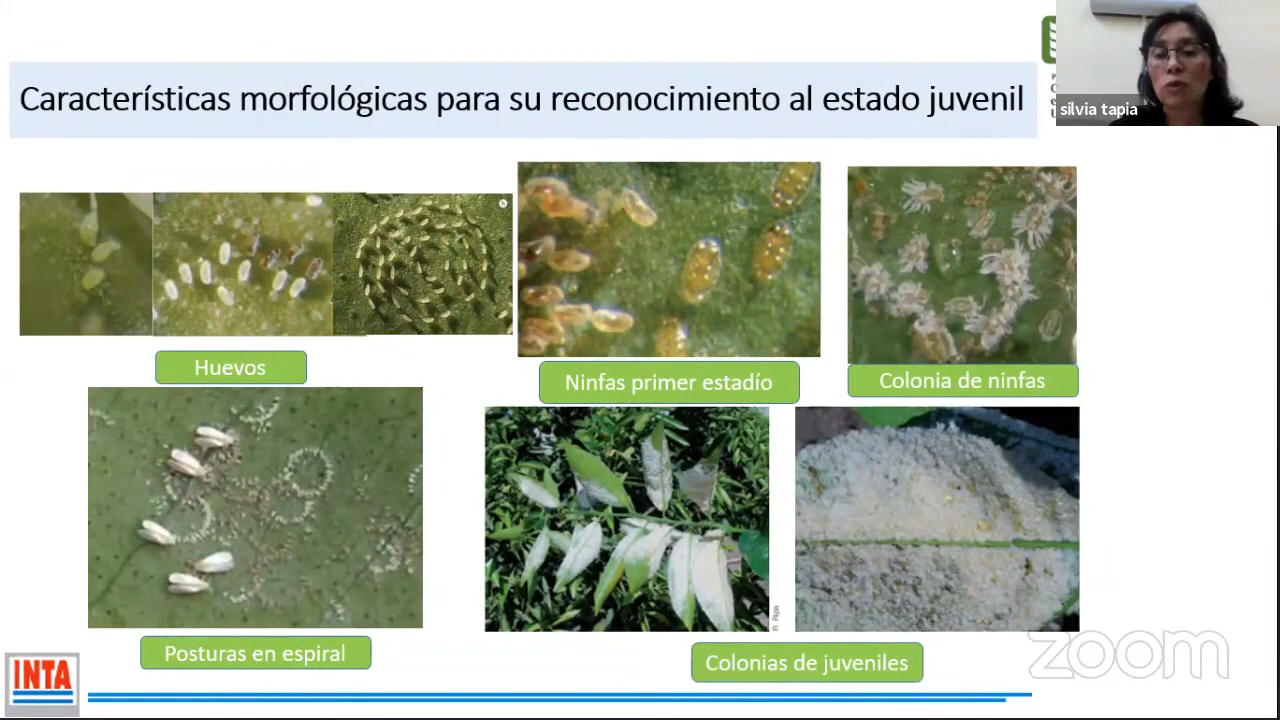 Características morfológicas para su reconocimiento al estado juvenil
silvia tapia
Huevos
Ninfas primer estadío
Colonia de ninfas
Posturas en espiral
Colonias de juveniles
R. Ripa
INTA
zoom